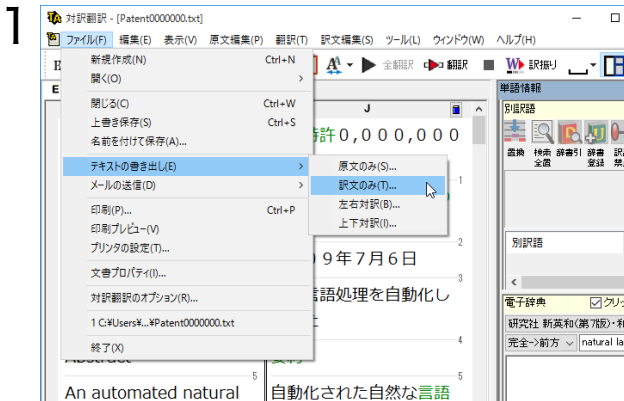 1
対訳翻訳 - [Patent0000000.txt]
ファイル(F) 編集(E) 表示(V) 原文編集(P) 翻訳(T) 訳文編集(S) ツール(L) ウィンドウ(W) ヘルプ(H)
全翻訳 翻訳 訳振り
新規作成(N) Ctrl+N
開く(O)
閉じる(C) Ctrl+W
上書き保存(S) Ctrl+S
名前を付けて保存(A)...
テキストの書き出し(E)
メールの送信(D)
印刷(P)... Ctrl+P
印刷プレビュー(V)
プリンタの設定(T)...
文書プロパティ(I)...
対訳翻訳のオプション(R)...
1 C:¥Users¥...¥Patent0000000.txt
終了(X)
原文のみ(S)...
訳文のみ(T)...
左右対訳(B)...
上下対訳(I)...
E
J
許0,000,000
1
2
9年7月6日
3
語処理を自動化し
4
Abstract
5
An automated natural
自動化された自然な言語
5
単語情報
別訳語
置換 検索全置 辞書引 辞書登録
別訳語
電子辞典
研究社 新英和(第7版)・和
完全->前方 natural la